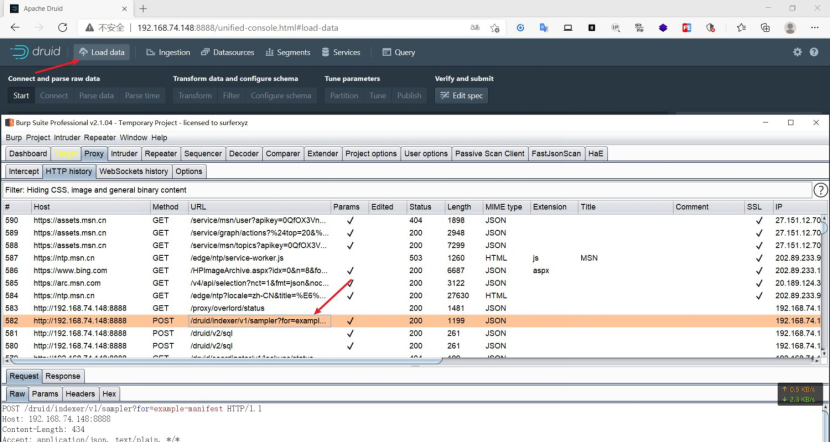 Apache Druid
不安全 | 192.168.74.148:8888/unified-console.html#load-data
druid Load data Ingestion Datasources Segments Services Query
Connect and parse raw data Transform data and configure schema Tune parameters Verify and submit
Start Connect Parse data Parse time Transform Filter Configure schema Partition Tune Publish Edit spec
Burp Suite Professional v2.1.04 - Temporary Project - licensed to surferxyz
Burp Project Intruder Repeater Window Help
Dashboard Target Proxy Intruder Repeater Sequencer Decoder Comparer Extender Project options User options Passive Scan Client FastJsonScan HaE
Intercept HTTP history WebSockets history Options
Filter: Hiding CSS, image and general binary content
# Host Method URL Params Edited Status Length MIME type Extension Title Comment SSL IP
590 https://assets.msn.cn GET /service/msn/user?apikey=0QfOX3Vn... ✓ 404 1898 JSON ✓ 27.151.12.70
589 https://assets.msn.cn GET /service/graph/actions?%24top=20&%... ✓ 200 2948 JSON ✓ 27.151.12.70
588 https://assets.msn.cn GET /service/msn/topics?apikey=0QfOX3V... ✓ 200 7299 JSON ✓ 27.151.12.70
587 https://ntp.msn.cn GET /edge/ntp/service-worker.js 503 1260 HTML js MSN ✓ 202.89.233.9
586 https://www.bing.com GET /HPImageArchive.aspx?idx=0&n=8&fo... ✓ 200 6687 JSON aspx ✓ 202.89.233.9
585 https://arc.msn.com GET /v4/api/selection?nct=1&fmt=json&noc... ✓ 200 3122 JSON ✓ 20.189.124.3
584 https://ntp.msn.cn GET /edge/ntp?locale=zh-CN&title=%E6%... ✓ 200 27630 HTML ✓ 202.89.233.9
583 http://192.168.74.148:8888 GET /proxy/overlord/status 200 1481 JSON 192.168.74.1
582 http://192.168.74.148:8888 POST /druid/indexer/v1/sampler?for=exampl... ✓ 200 1199 JSON 192.168.74.1
581 http://192.168.74.148:8888 POST /druid/v2/sql ✓ 200 261 JSON 192.168.74.1
580 http://192.168.74.148:8888 POST /druid/v2/sql ✓ 200 261 JSON 192.168.74.1
Request Response
Raw Params Headers Hex
↑ 0.9 KB/s
↓ 2.3 KB/s
POST /druid/indexer/v1/sampler?for=example-manifest HTTP/1.1
Host: 192.168.74.148:8888
Content-Length: 434
Accept: application/json, text/plain, */*